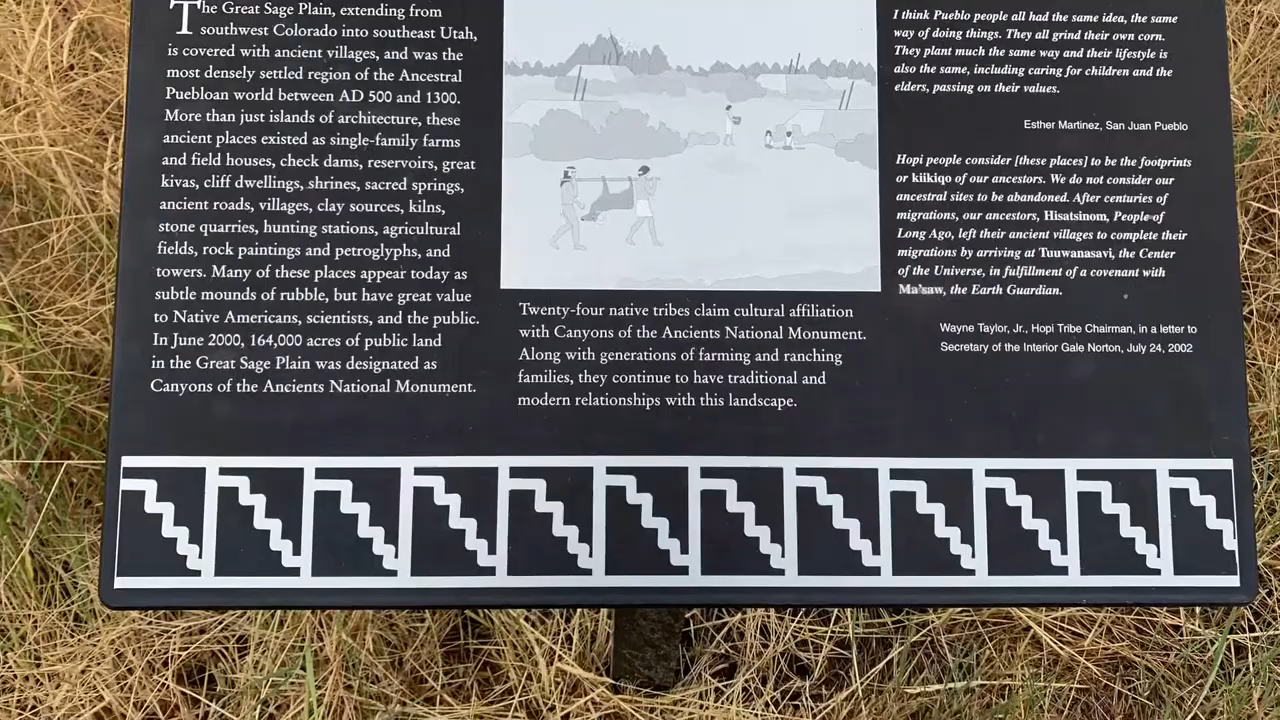 The Great Sage Plain, extending from
southwest Colorado into southeast Utah,
is covered with ancient villages, and was the
most densely settled region of the Ancestral
Puebloan world between AD 500 and 1300.
More than just islands of architecture, these
ancient places existed as single-family farms
and field houses, check dams, reservoirs, great
kivas, cliff dwellings, shrines, sacred springs,
ancient roads, villages, clay sources, kilns,
stone quarries, hunting stations, agricultural
fields, rock paintings and petroglyphs, and
towers. Many of these places appear today as
subtle mounds of rubble, but have great value
to Native Americans, scientists, and the public.
In June 2000, 164,000 acres of public land
in the Great Sage Plain was designated as
Canyons of the Ancients National Monument.
Twenty-four native tribes claim cultural affiliation
with Canyons of the Ancients National Monument.
Along with generations of farming and ranching
families, they continue to have traditional and
modern relationships with this landscape.
I think Pueblo people all had the same idea, the same
way of doing things. They all grind their own corn.
They plant much the same way and their lifestyle is
also the same, including caring for children and the
elders, passing on their values.
Esther Martinez, San Juan Pueblo
Hopi people consider [these places] to be the footprints
or kiikiqo of our ancestors. We do not consider our
ancestral sites to be abandoned. After centuries of
migrations, our ancestors, Hisatsinom, People of
Long Ago, left their ancient villages to complete their
migrations by arriving at Tuuwanasavi, the Center
of the Universe, in fulfillment of a covenant with
Ma'saw, the Earth Guardian.
Wayne Taylor, Jr., Hopi Tribe Chairman, in a letter to
Secretary of the Interior Gale Norton, July 24, 2002